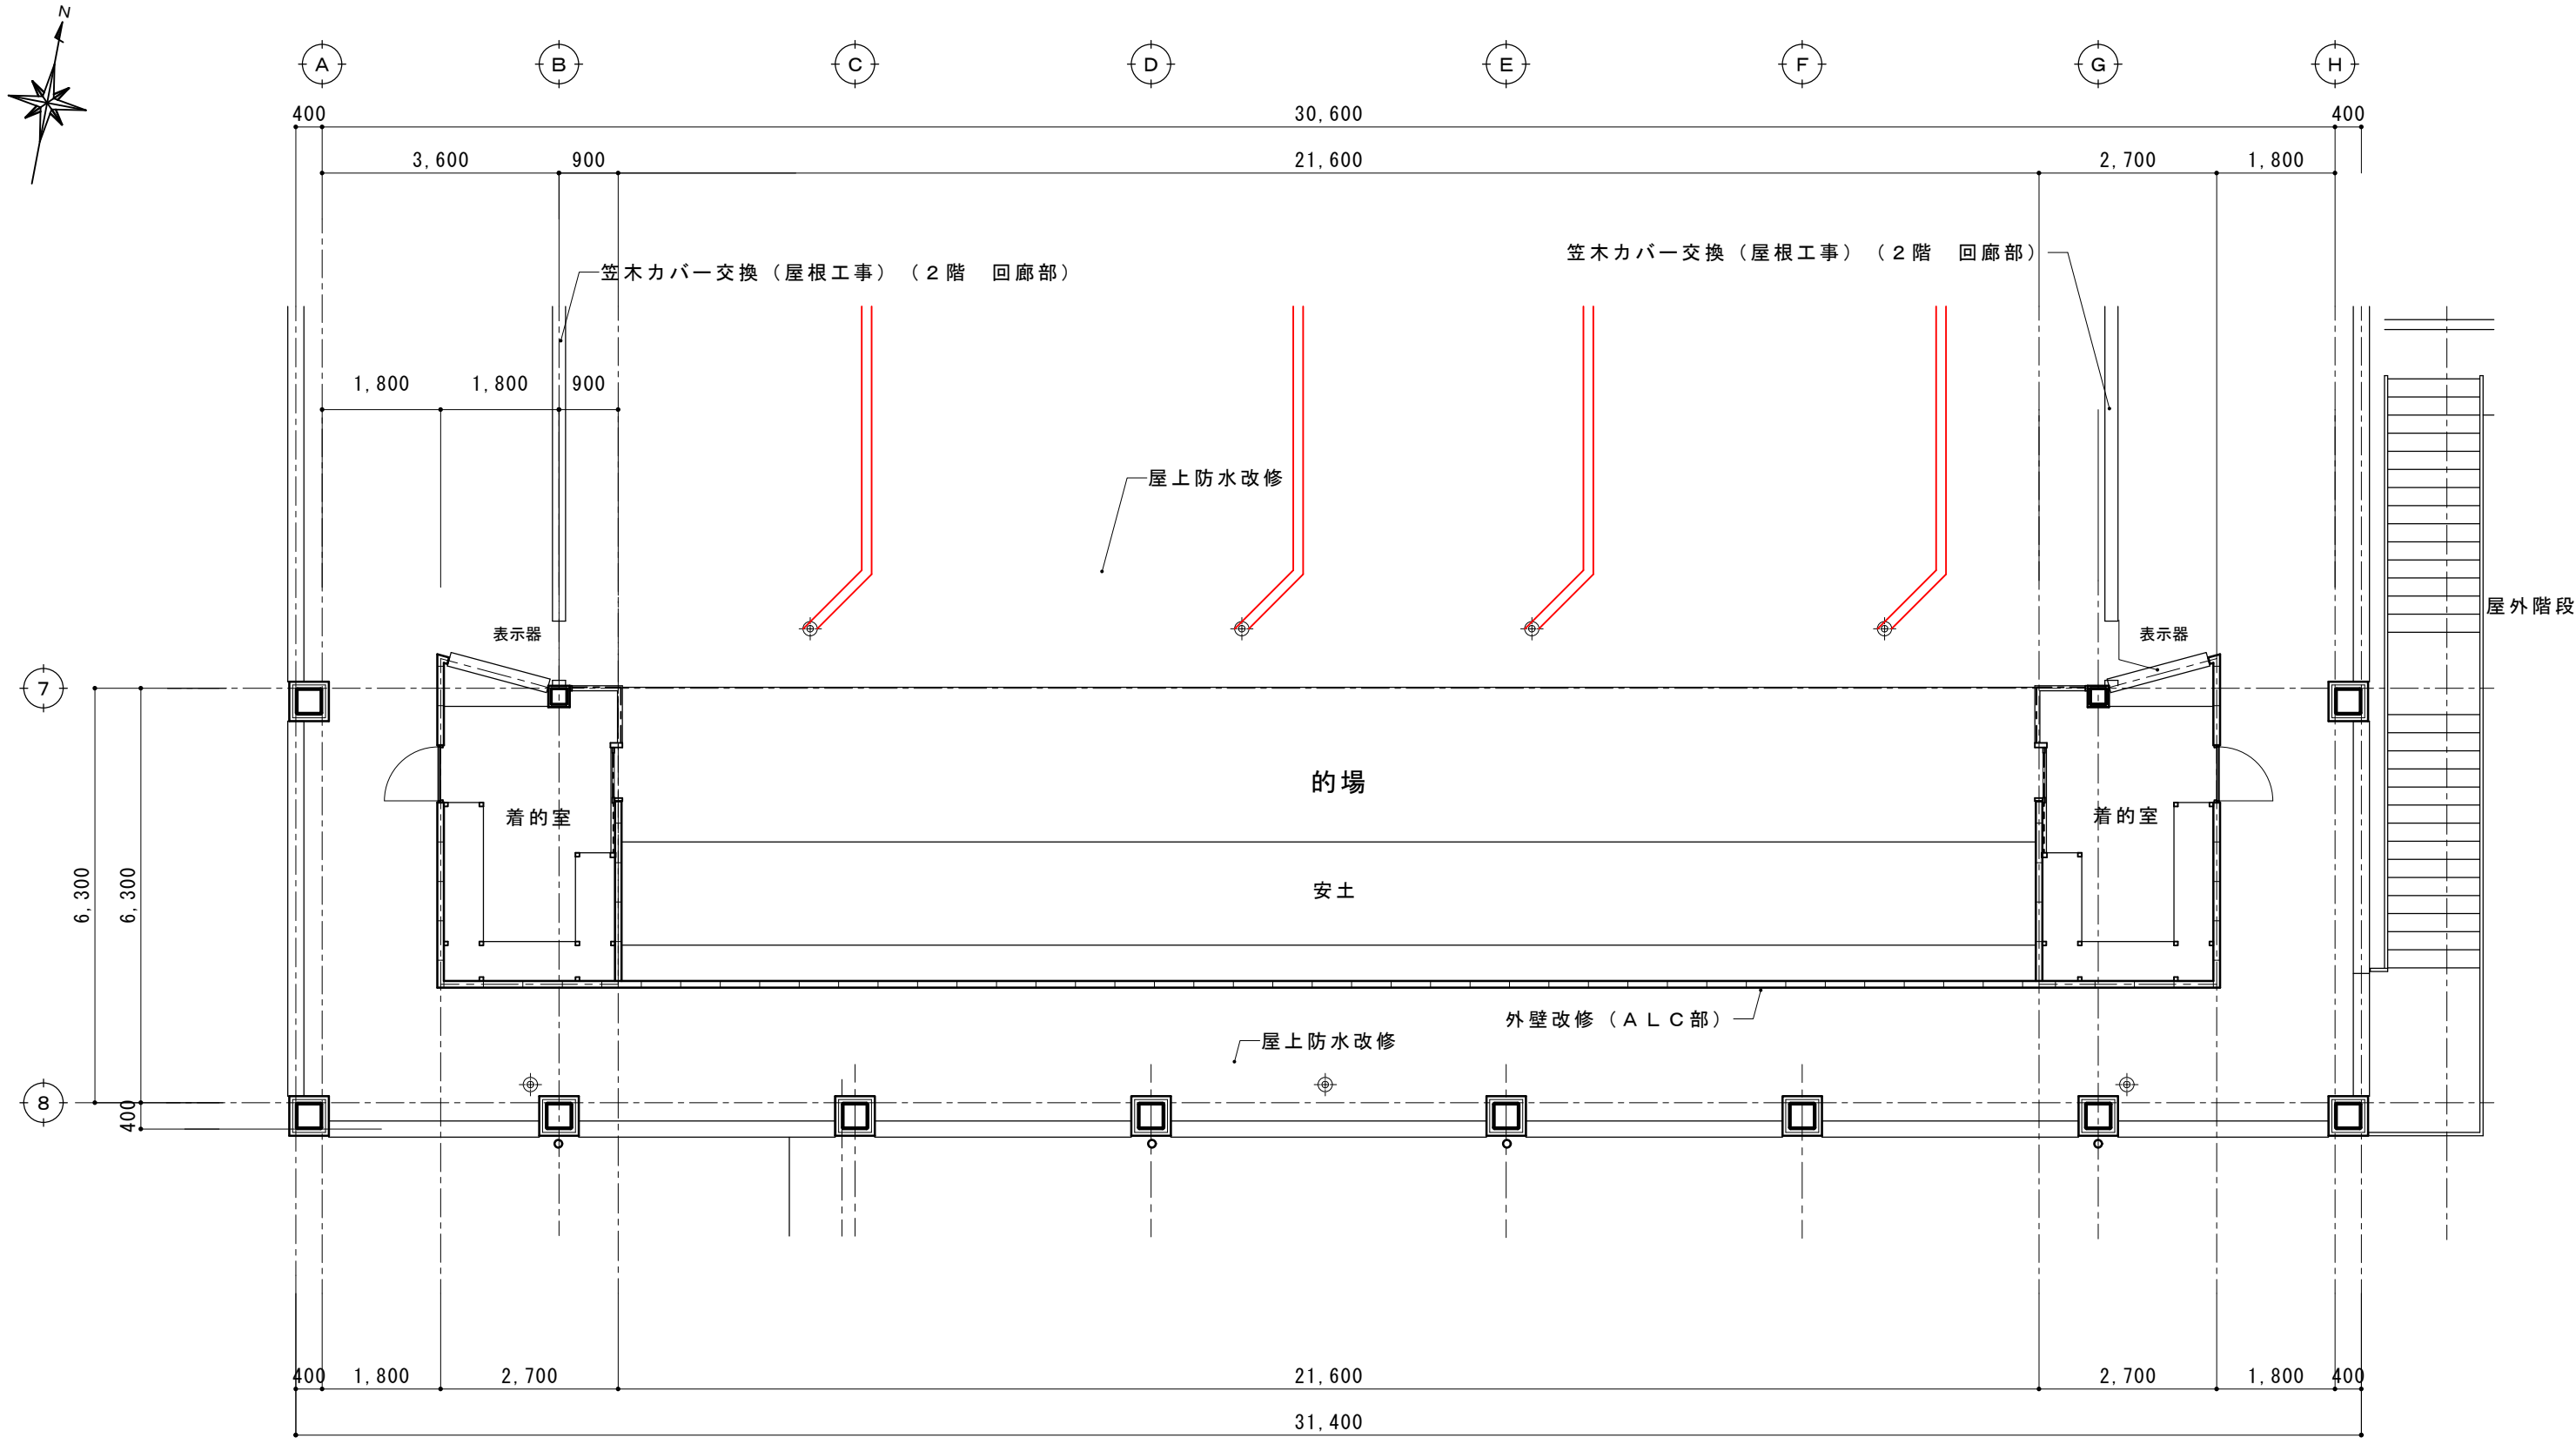 N
A B C D E F G H
400 30,600 400
3,600 900 21,600 2,700 1,800
笠木カバー交換（屋根工事）（２階　回廊部）
笠木カバー交換（屋根工事）（２階　回廊部）
1,800 1,800 900
屋上防水改修
屋外階段
表示器
表示器
7
的場
着的室
着的室
6,300
6,300
安土
外壁改修（ＡＬＣ部）
屋上防水改修
8
400
400 1,800 2,700 21,600 2,700 1,800 400
31,400